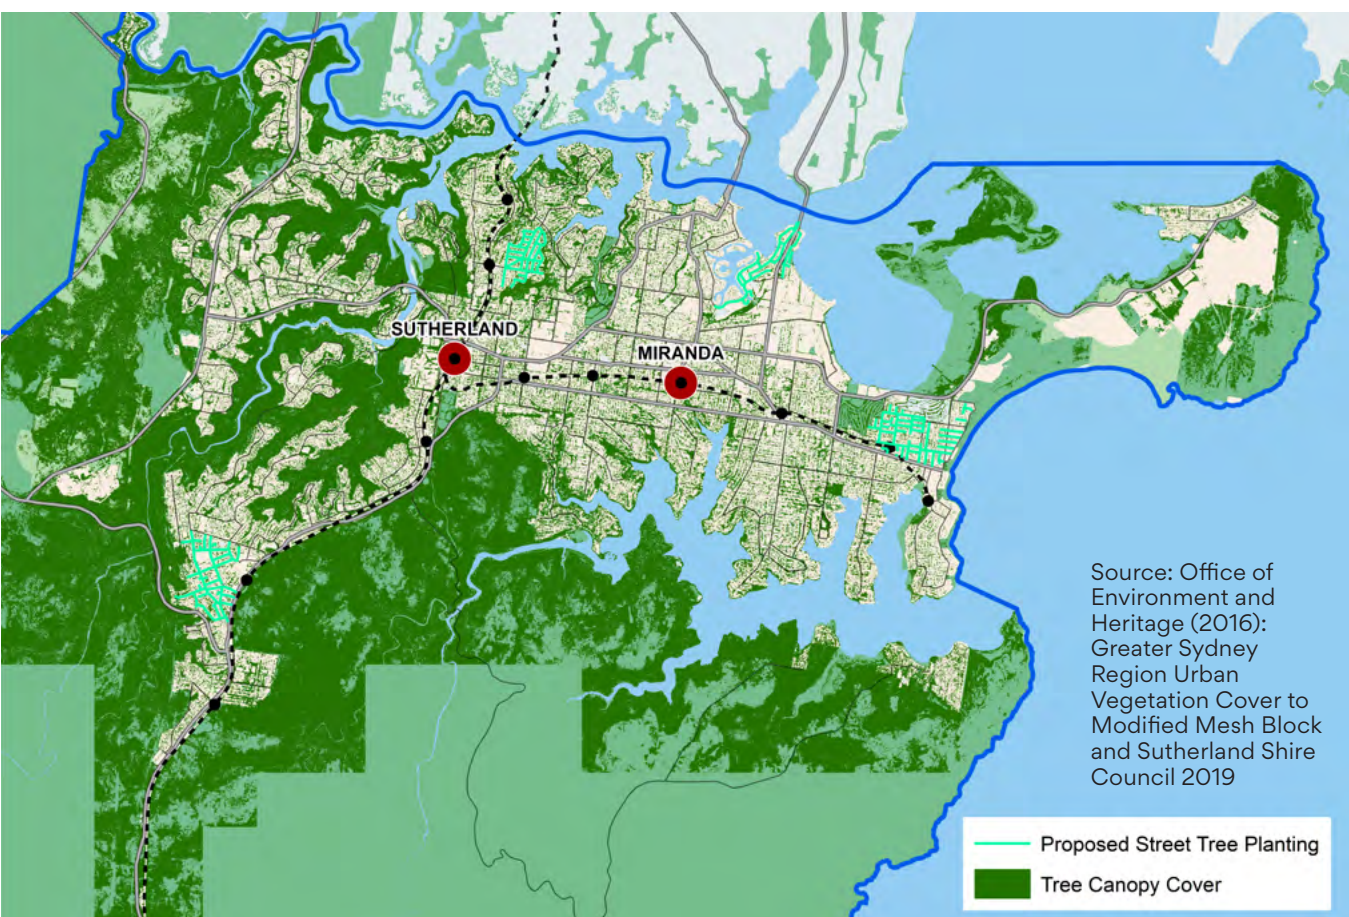 SUTHERLAND
MIRANDA
Source: Office of
Environment and
Heritage (2016):
Greater Sydney
Region Urban
Vegetation Cover to
Modified Mesh Block
and Sutherland Shire
Council 2019
Proposed Street Tree Planting
Tree Canopy Cover